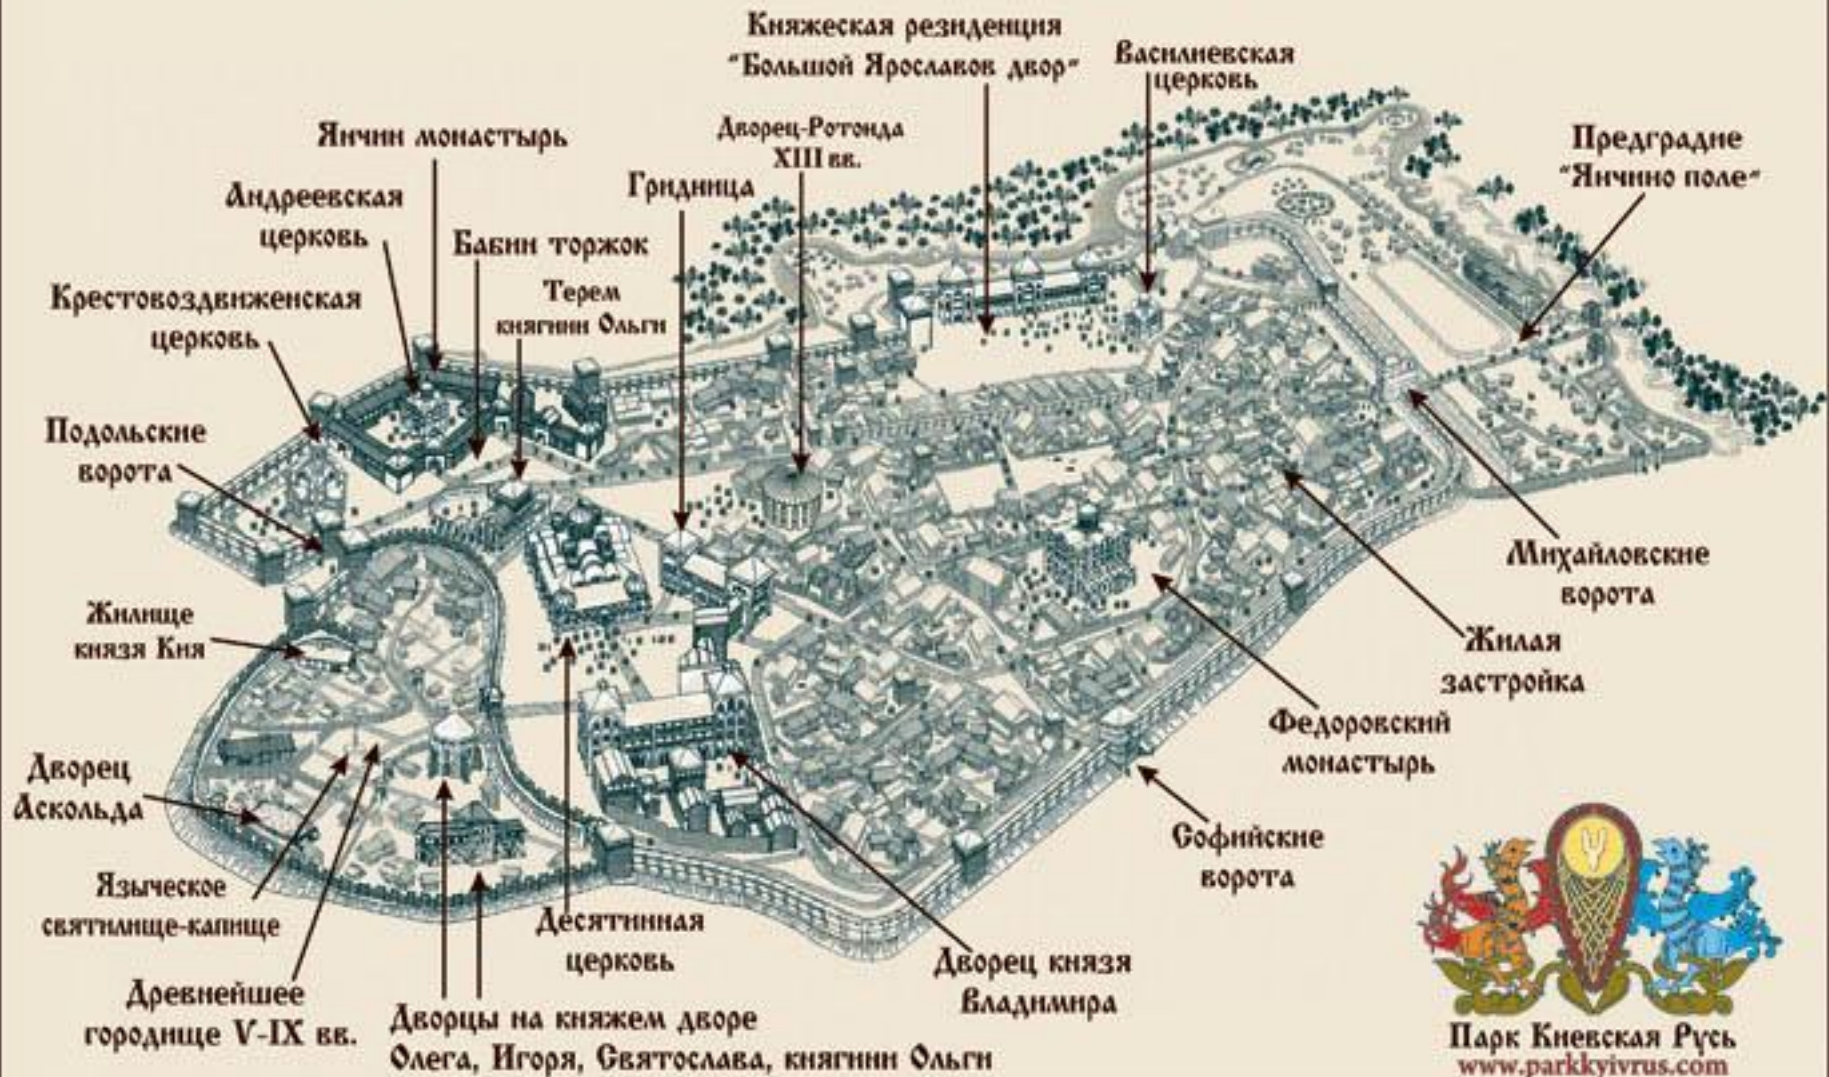 Княжеская резиденция
"Большой Ярославов двор"
Василиевская
церковь
Янчин монастырь
Дворец-Ротонда
XIII вв.
Предградие
"Янчино поле"
Андреевская
церковь
Гридница
Бабин торжок
Терем
княгини Ольги
Крестовоздвиженская
церковь
Подольские
ворота
Михайловские
ворота
Жилище
князя Кия
Жилая
застройка
Федоровский
монастырь
Дворец
Аскольда
Софийские
ворота
Языческое
святилище-капище
Десятинная
церковь
Дворец князя
Владимира
Древнейшее
городище V-IX вв.
Дворцы на княжем дворе
Олега, Игоря, Святослава, княгини Ольги
Парк Киевская Русь
www.parkkyivrus.com